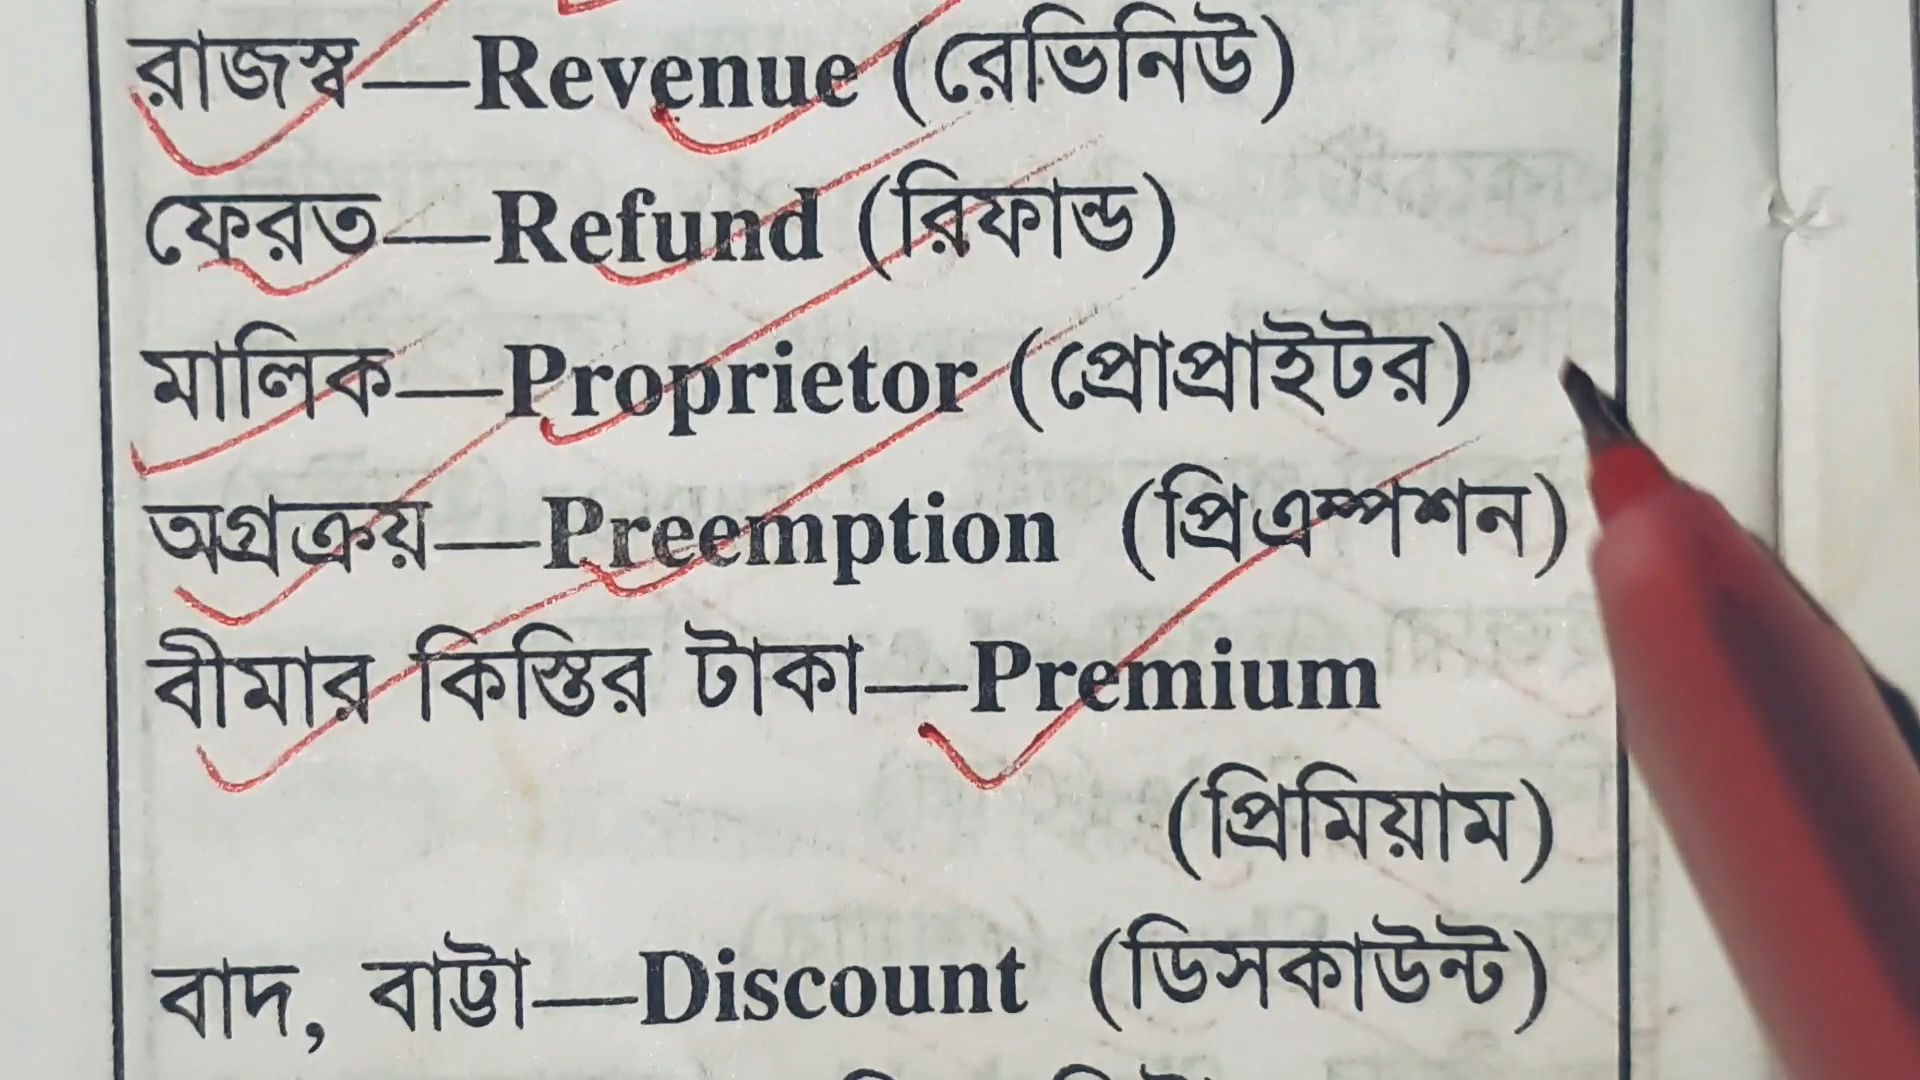 রাজস্ব—Revenue (রেভিনিউ)
ফেরত—Refund (রিফান্ড)
মালিক—Proprietor (প্রোপ্রাইটর)
অগ্রক্রয়—Preemption (প্রিএম্পশন)
বীমার কিস্তির টাকা—Premium
(প্রিমিয়াম)
বাদ, বাট্টা—Discount (ডিসকাউন্ট)